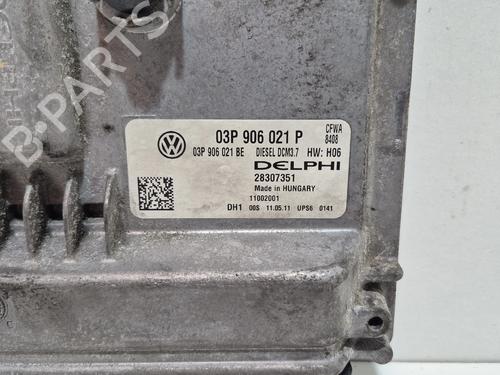 B-PARTS
03P 906 021 P
CFWA
8408
03P 906 021 BE DIESEL DCM3.7 HW: H06
DELPHI
28307351
Made in HUNGARY
11002001
DH1 00S 11.05.11 UPS6 0141